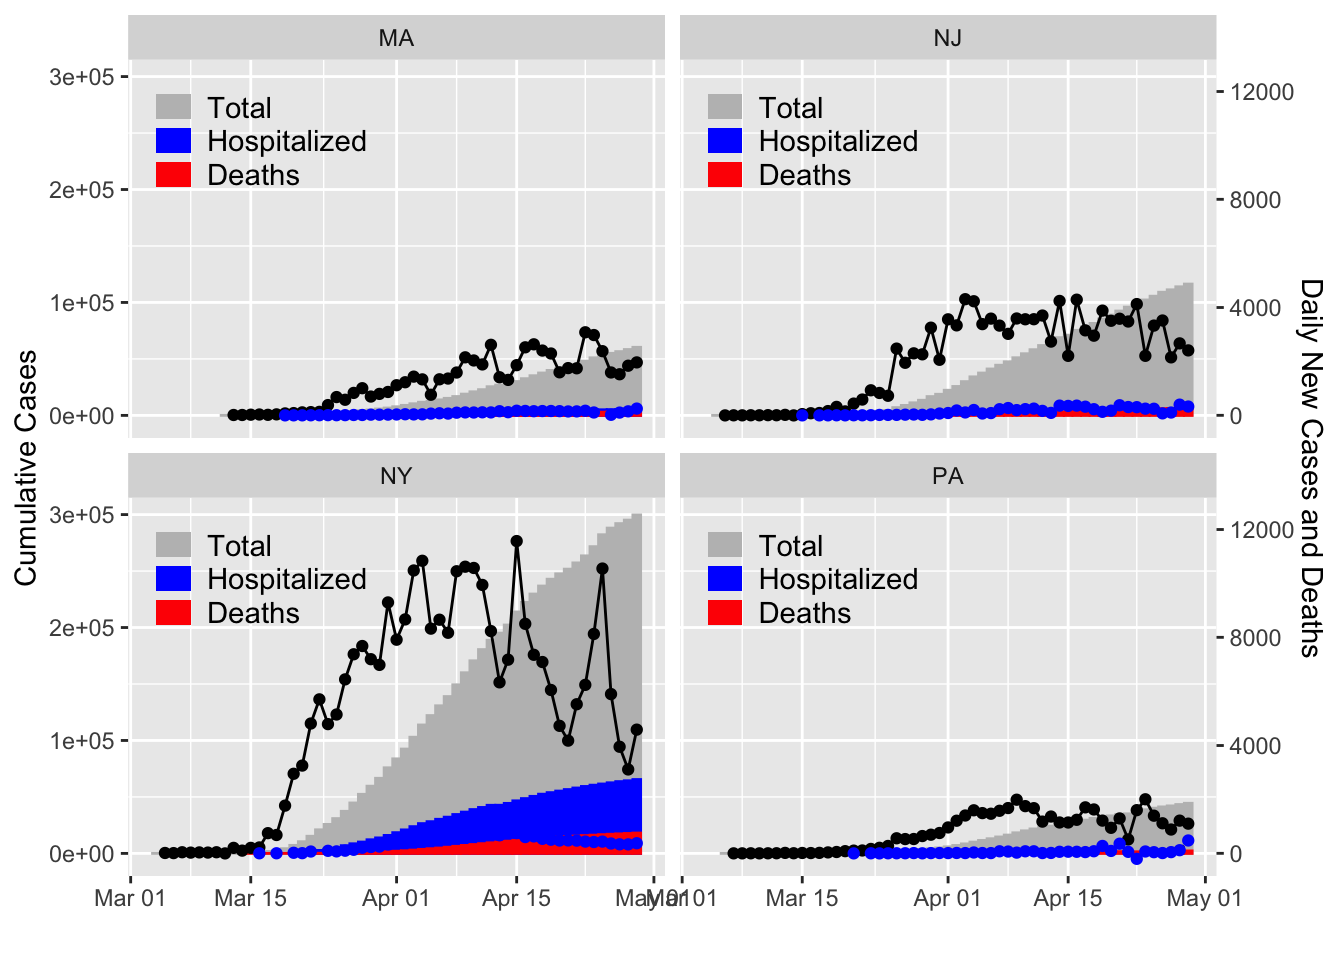 MA
NJ
3e+05
2e+05
1e+05
0e+00
Total
Hospitalized
Deaths
Total
Hospitalized
Deaths
12000
8000
4000
0
Cumulative Cases
Daily New Cases and Deaths
NY
PA
3e+05
2e+05
1e+05
0e+00
Total
Hospitalized
Deaths
Total
Hospitalized
Deaths
12000
8000
4000
0
Mar 01 Mar 15 Apr 01 Apr 15 May 01
Mar 01 Mar 15 Apr 01 Apr 15 May 01